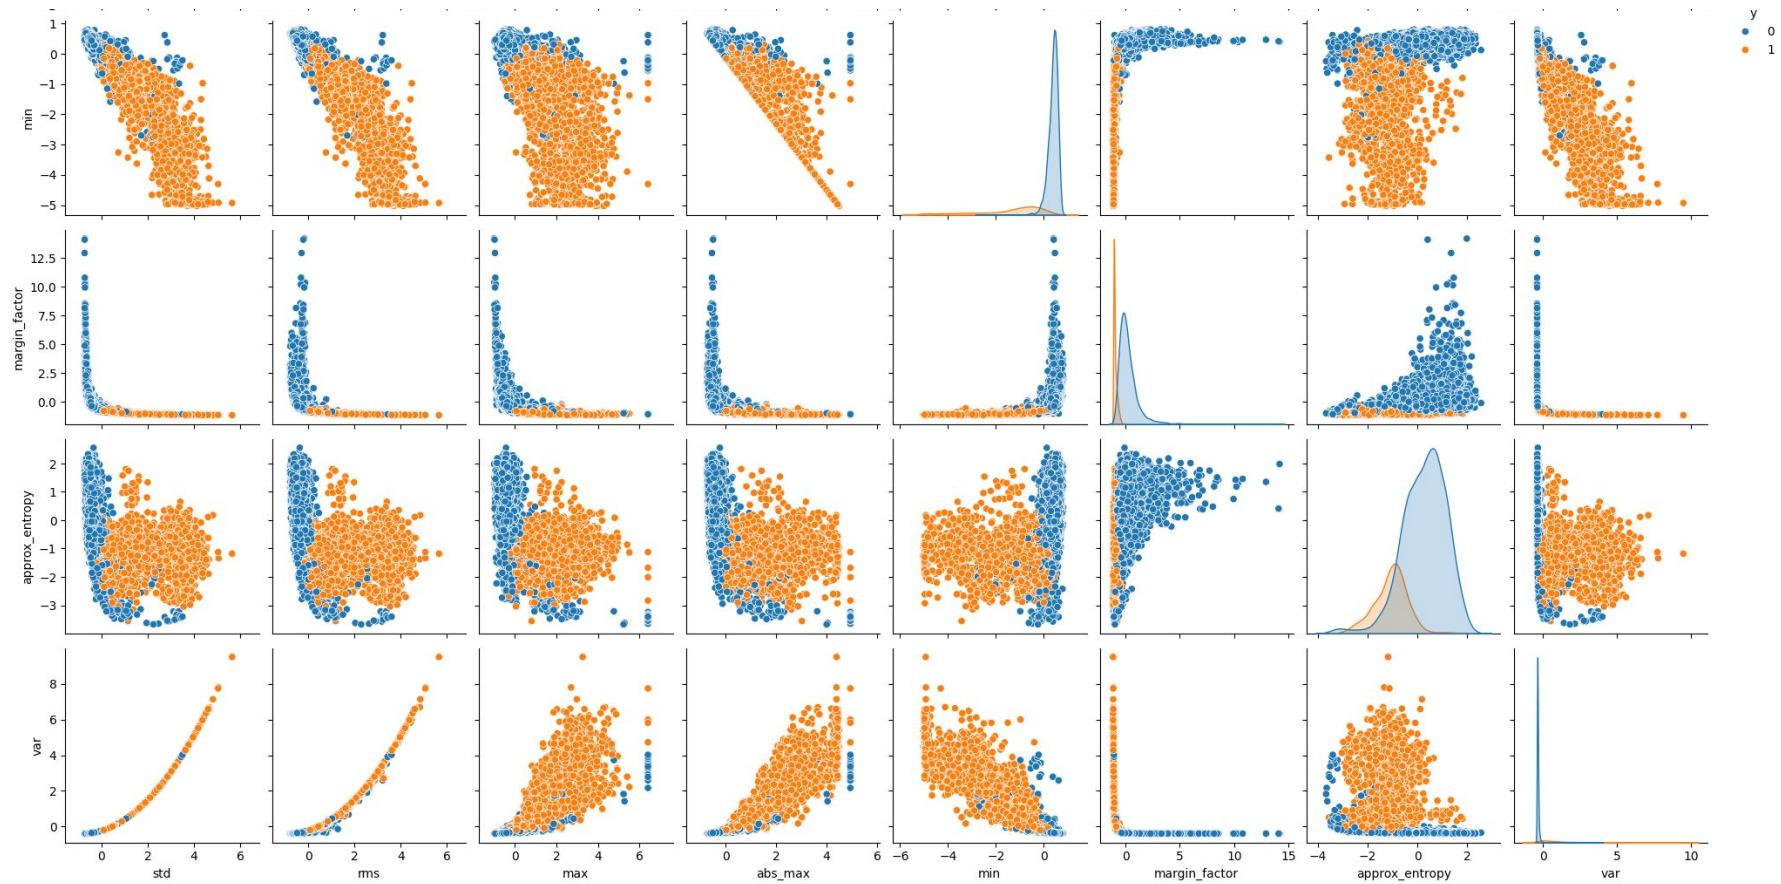 y
0
1
min
1
0
−1
−2
−3
−4
−5
margin_factor
12.5
10.0
7.5
5.0
2.5
0.0
approx_entropy
2
1
0
−1
−2
−3
var
8
6
4
2
0
0 2 4 6
0 2 4 6
0 2 4 6
0 2 4 6
−6 −4 −2 0
0 5 10 15
−4 −2 0 2
0 5 10
std rms max abs_max min margin_factor approx_entropy var